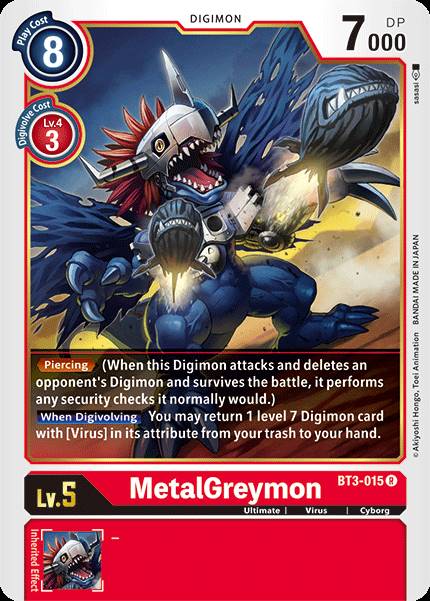 Play Cost
8
DIGIMON
7000
DP
Digivolve Cost
Lv.4
3
sasasi
Piercing (When this Digimon attacks and deletes an
opponent's Digimon and survives the battle, it performs
any security checks it normally would.)
When Digivolving You may return 1 level 7 Digimon card
with [Virus] in its attribute from your trash to your hand.
© Akiyoshi Hongo, Toei Animation BANDAI MADE IN JAPAN
Lv.5
MetalGreymon
BT3-015 R
Ultimate | Virus | Cyborg
Inherited Effect
–